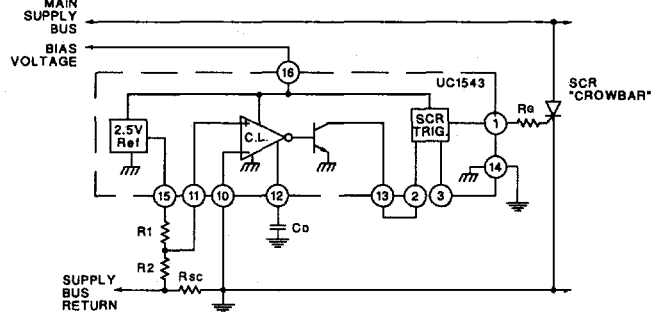 MAIN
SUPPLY
BUS
BIAS
VOLTAGE
16
UC1543
SCR
"CROWBAR"
2.5V
Ref
C.L.
SCR
TRIG.
1
RG
14
15
11
10
12
13
2
3
R1
CD
R2
RSC
SUPPLY
BUS
RETURN